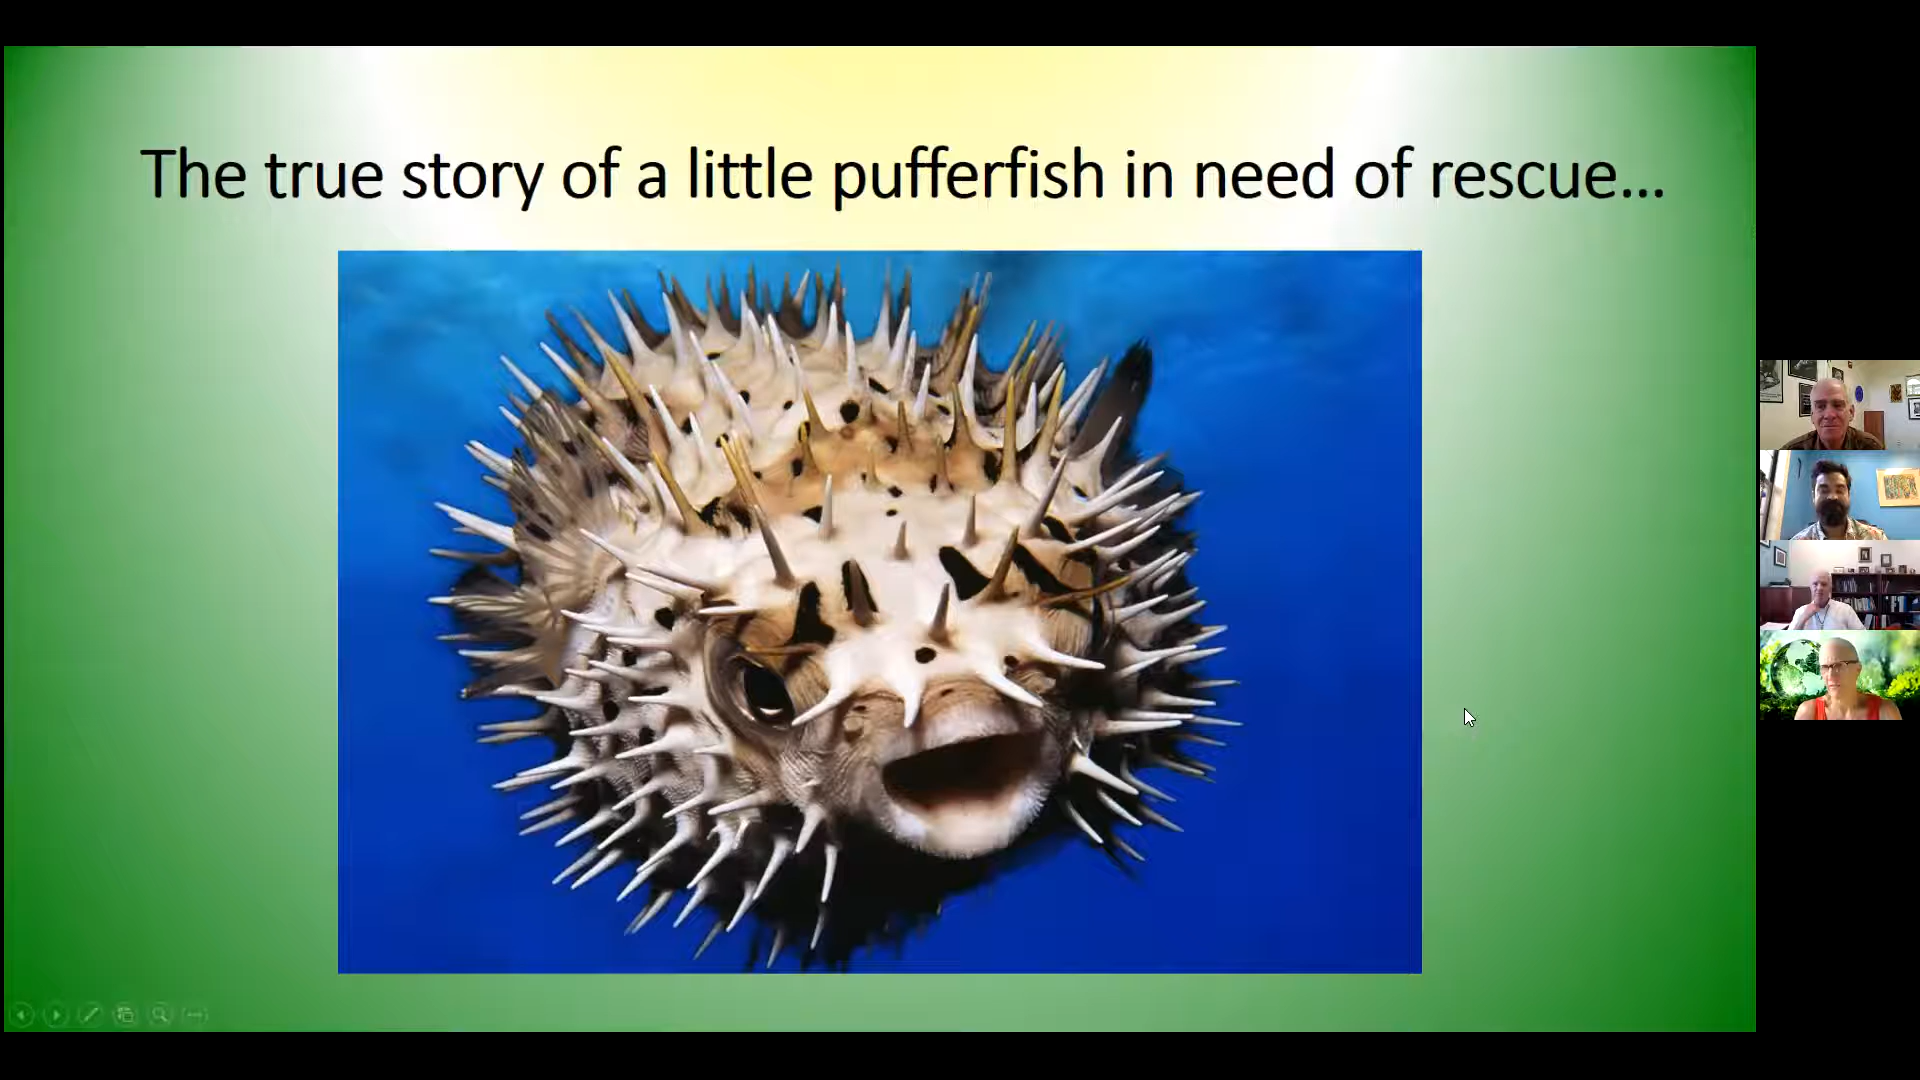 The true story of a little pufferfish in need of rescue...